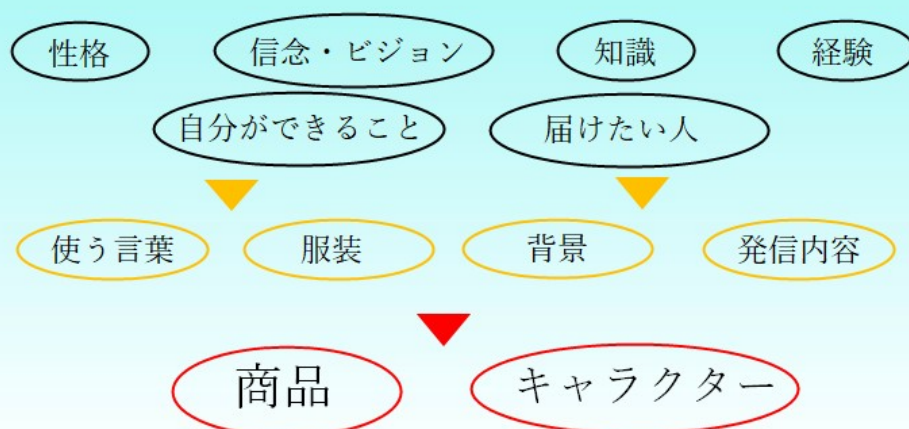 性格 信念・ビジョン 知識 経験
自分ができること 届けたい人
使う言葉 服装 背景 発信内容
商品 キャラクター